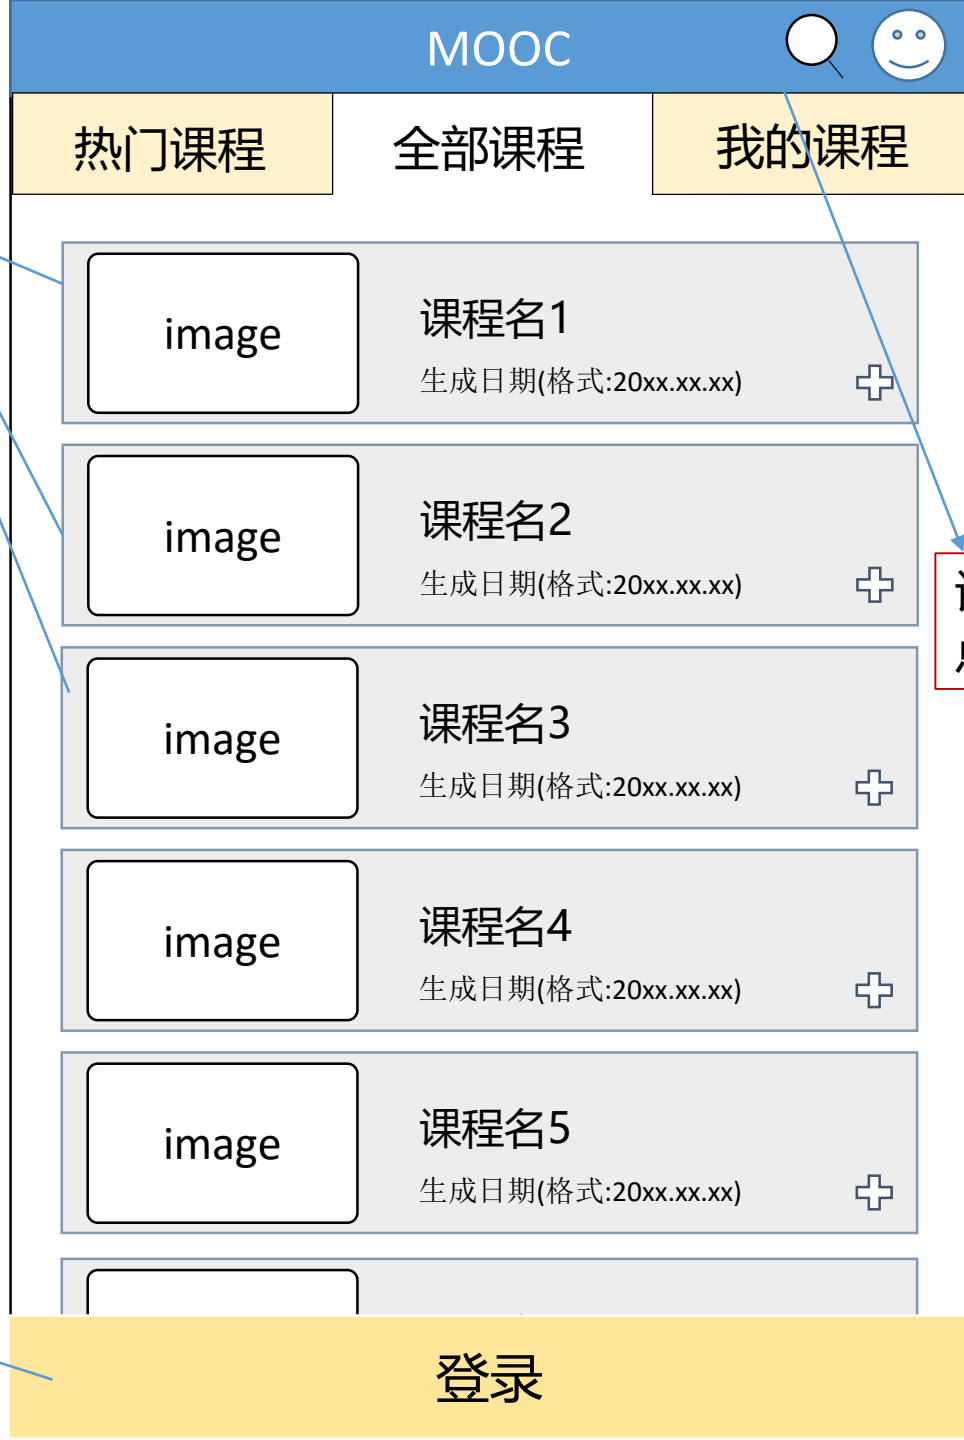 MOOC
热门课程 全部课程 我的课程
image
课程名1
生成日期(格式:20xx.xx.xx)
image
课程名2
生成日期(格式:20xx.xx.xx)
image
课程名3
生成日期(格式:20xx.xx.xx)
image
课程名4
生成日期(格式:20xx.xx.xx)
image
课程名5
生成日期(格式:20xx.xx.xx)
登录